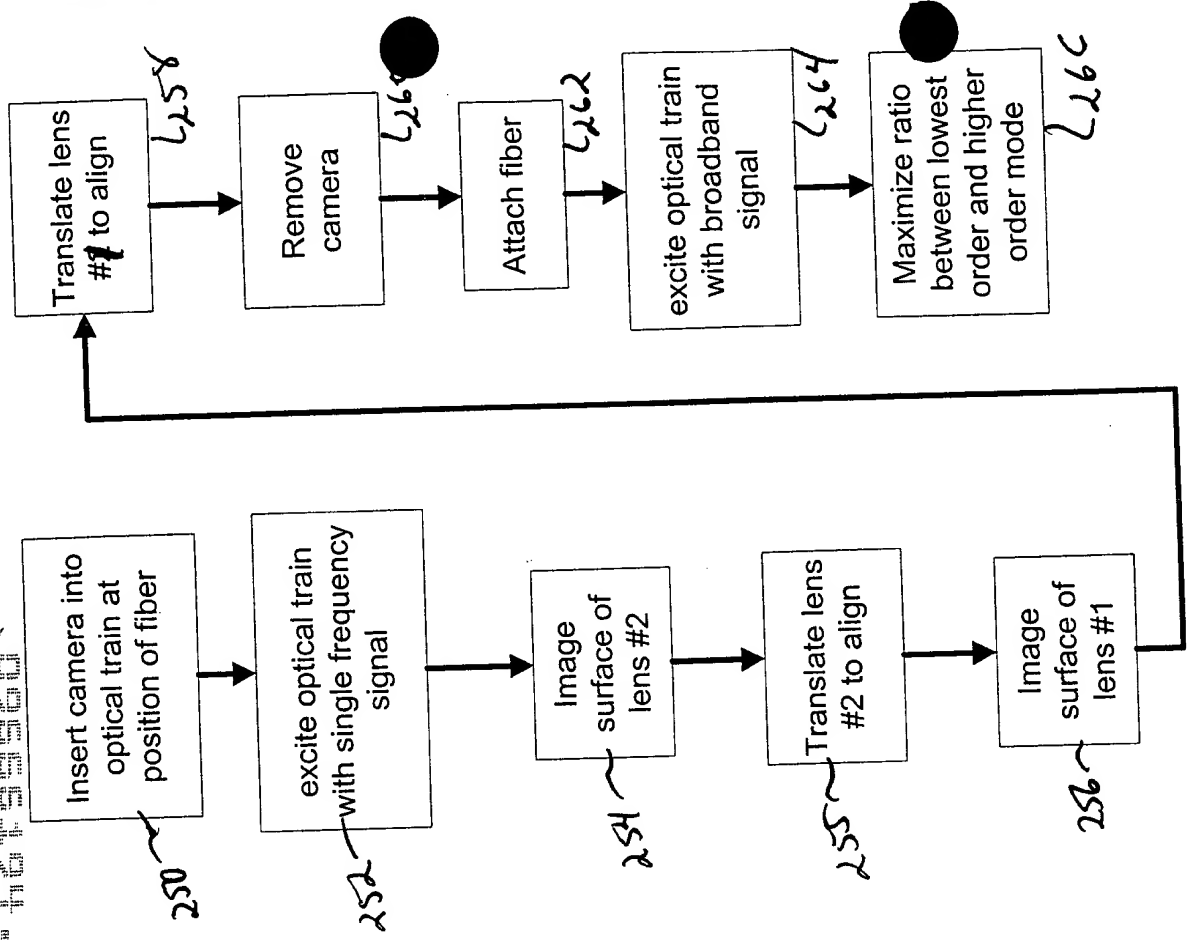 250
Insert camera into
optical train at
position of fiber
252
excite optical train
with single frequency
signal
254
Image
surface of
lens #2
255
Translate lens
#2 to align
256
Image
surface of
lens #1
Translate lens
#1 to align
258
Remove
camera
Attach fiber
262
excite optical train
with broadband
signal
264
Maximize ratio
between lowest
order and higher
order mode